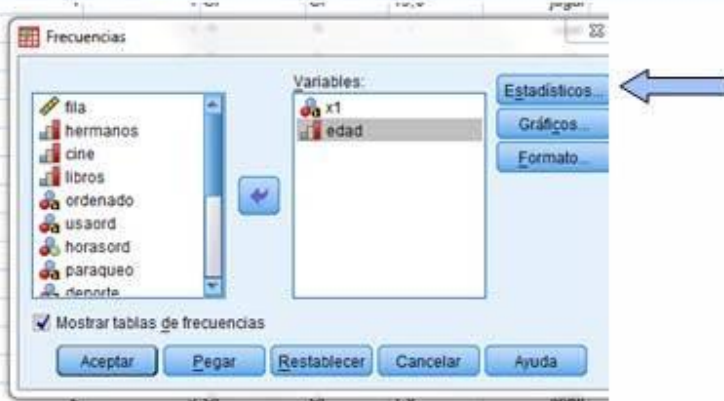 Frecuencias
Variables:
fila
hermanos
cine
libros
ordenado
usaord
horasord
paraqueo
deporte
x1
edad
Estadísticos...
Gráficos...
Formato...
Mostrar tablas de frecuencias
Aceptar Pegar Restablecer Cancelar Ayuda